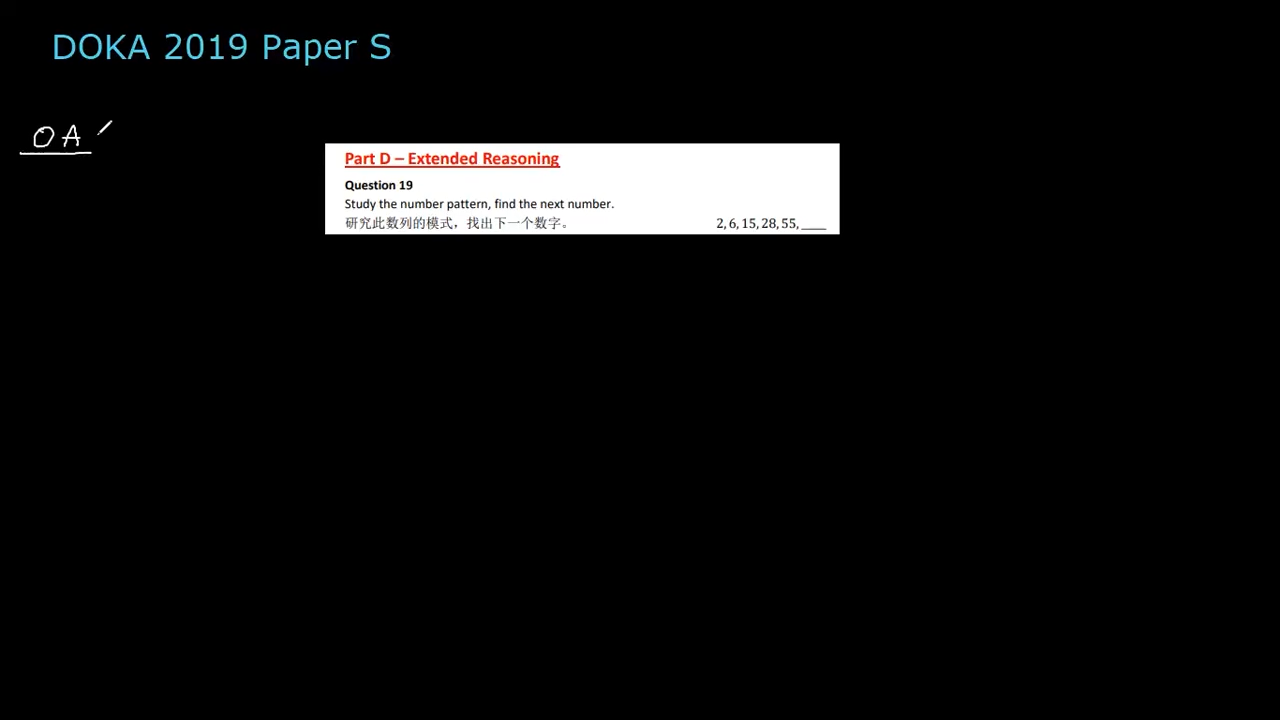 DOKA 2019 Paper S
OA
Part D – Extended Reasoning
Question 19
Study the number pattern, find the next number.
研究此数列的模式，找出下一个数字。 2, 6, 15, 28, 55, ____